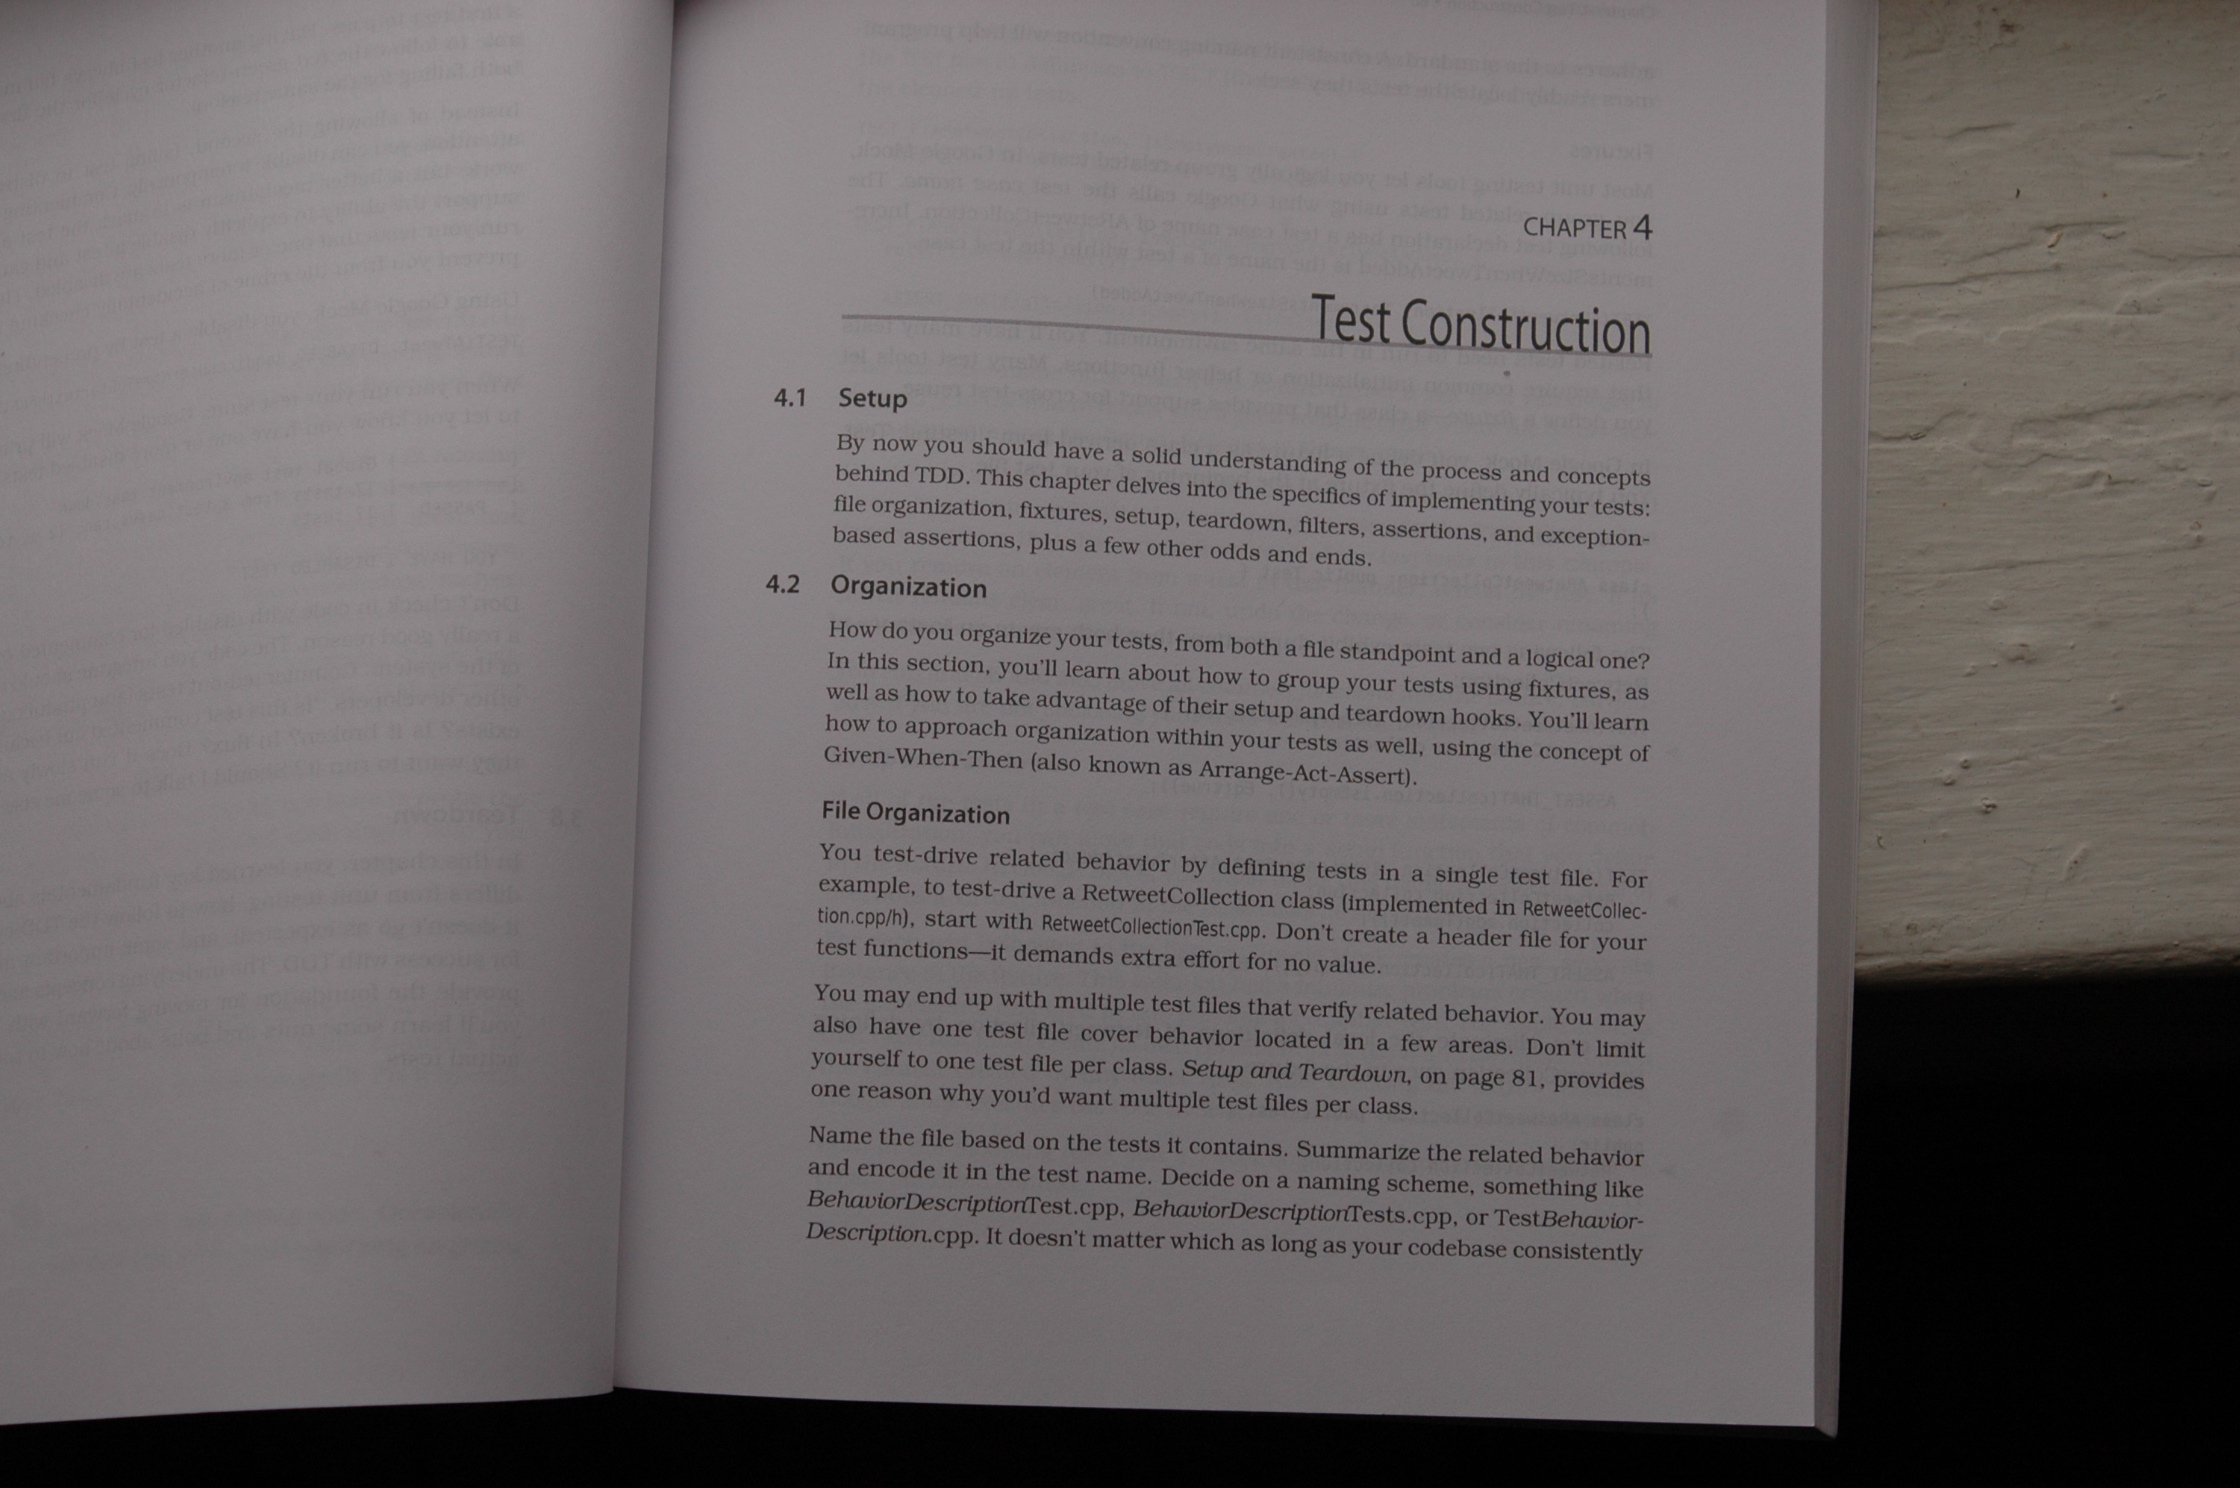 CHAPTER 4
Test Construction
4.1 Setup
By now you should have a solid understanding of the process and concepts
behind TDD. This chapter delves into the specifics of implementing your tests:
file organization, fixtures, setup, teardown, filters, assertions, and exception-
based assertions, plus a few other odds and ends.
4.2 Organization
How do you organize your tests, from both a file standpoint and a logical one?
In this section, you'll learn about how to group your tests using fixtures, as
well as how to take advantage of their setup and teardown hooks. You'll learn
how to approach organization within your tests as well, using the concept of
Given-When-Then (also known as Arrange-Act-Assert).
File Organization
You test-drive related behavior by defining tests in a single test file. For
example, to test-drive a RetweetCollection class (implemented in RetweetCollec-
tion.cpp/h), start with RetweetCollectionTest.cpp. Don't create a header file for your
test functions—it demands extra effort for no value.
You may end up with multiple test files that verify related behavior. You may
also have one test file cover behavior located in a few areas. Don't limit
yourself to one test file per class. Setup and Teardown, on page 81, provides
one reason why you'd want multiple test files per class.
Name the file based on the tests it contains. Summarize the related behavior
and encode it in the test name. Decide on a naming scheme, something like
BehaviorDescriptionTest.cpp, BehaviorDescriptionTests.cpp, or TestBehavior-
Description.cpp. It doesn't matter which as long as your codebase consistently